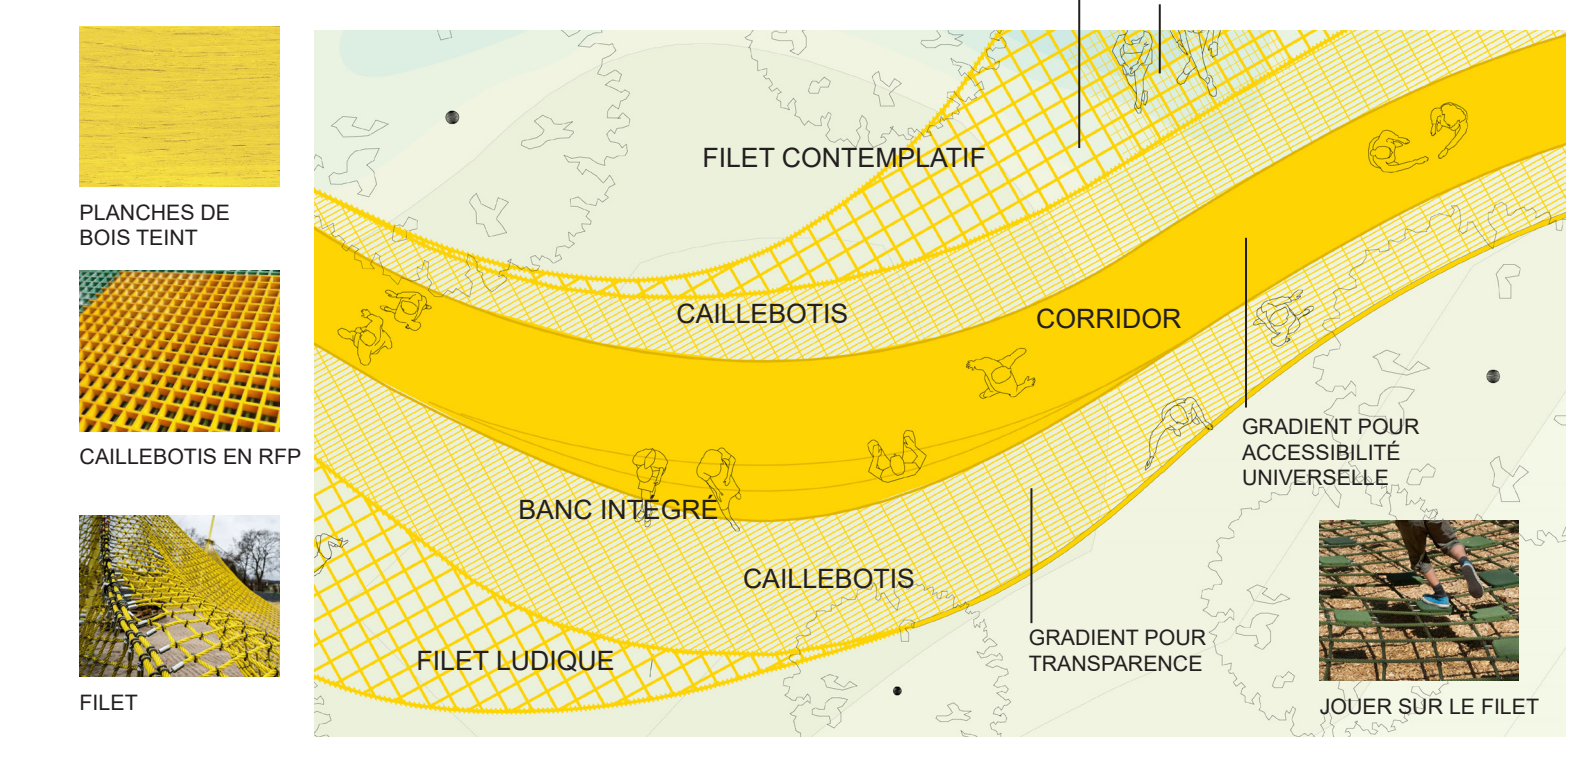 PLANCHES DE
BOIS TEINT
CAILLEBOTIS EN RFP
FILET
FILET CONTEMPLATIF
CAILLEBOTIS
CORRIDOR
BANC INTÉGRÉ
CAILLEBOTIS
FILET LUDIQUE
GRADIENT POUR
ACCESSIBILITÉ
UNIVERSELLE
GRADIENT POUR
TRANSPARENCE
JOUER SUR LE FILET